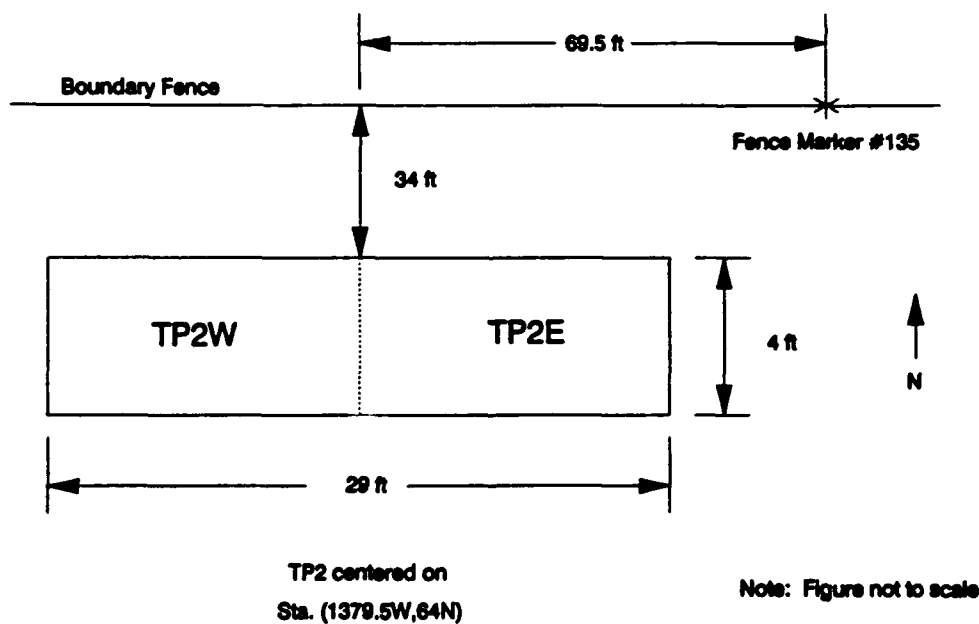 69.5 ft
Boundary Fence
Fence Marker #135
34 ft
TP2W
TP2E
4 ft
N
29 ft
TP2 centered on
Sta. (1379.5W,64N)
Note: Figure not to scale